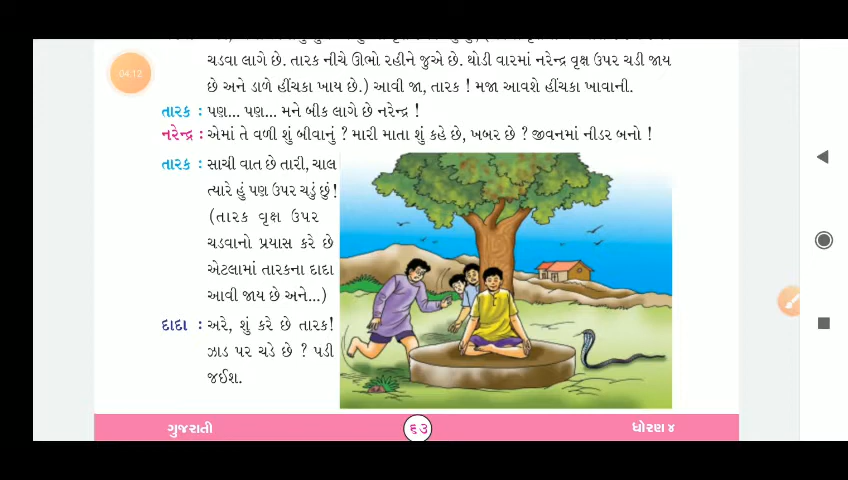 04:12
ચડવા લાગે છે. તારક નીચે ઊભો રહીને જુએ છે. થોડી વારમાં નરેન્દ્ર વૃક્ષ ઉપર ચડી જાય
છે અને ડાળે હીંચકા ખાય છે.) આવી જા, તારક ! મજા આવશે હીંચકા ખાવાની.
તારક : પણ... પણ... મને બીક લાગે છે નરેન્દ્ર !
નરેન્દ્ર : એમાં તે વળી શું બીવાનું ? મારી માતા શું કહે છે, ખબર છે ? જીવનમાં નીડર બનો !
તારક : સાચી વાત છે તારી, ચાલ
ત્યારે હું પણ ઉપર ચડું છું !
(તારક વૃક્ષ ઉપર
ચડવાનો પ્રયાસ કરે છે
એટલામાં તારકના દાદા
આવી જાય છે અને...)
દાદા : અરે, શું કરે છે તારક!
ઝાડ પર ચડે છે ? પડી
જઈશ.
ગુજરાતી ૬૩ ધોરણ ૪